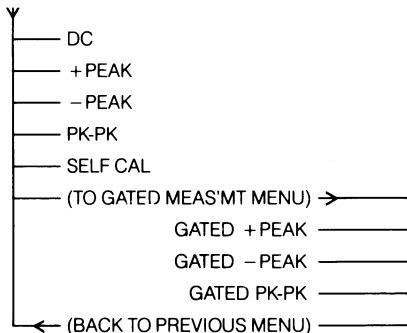 DC
+PEAK
−PEAK
PK-PK
SELF CAL
(TO GATED MEAS'MT MENU)
GATED +PEAK
GATED −PEAK
GATED PK-PK
(BACK TO PREVIOUS MENU)